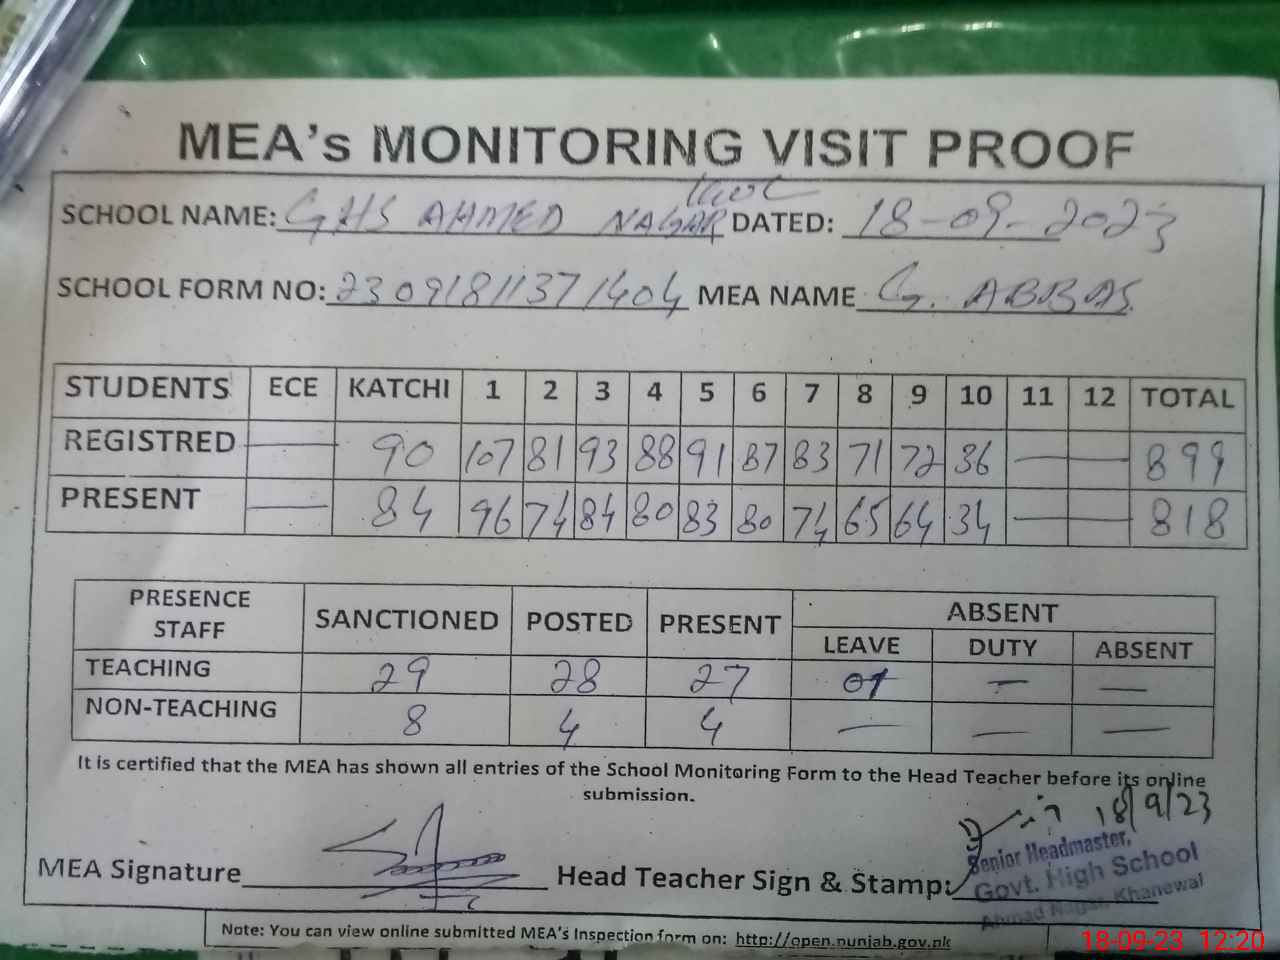 MEA's MONITORING VISIT PROOF
SCHOOL NAME: GHS AHMED NAGAR DATED: 18-09-2023
SCHOOL FORM NO: 23091811371404 MEA NAME G. ABBAS
STUDENTS ECE KATCHI 1 2 3 4 5 6 7 8 9 10 11 12 TOTAL
REGISTRED — 90 107 81 93 88 91 87 83 71 72 36 — — 899
PRESENT — 84 96 74 84 80 83 80 74 65 64 34 — — 818
PRESENCE STAFF SANCTIONED POSTED PRESENT ABSENT
LEAVE DUTY ABSENT
TEACHING 29 28 27 01 — —
NON-TEACHING 8 4 4 — — —
It is certified that the MEA has shown all entries of the School Monitoring Form to the Head Teacher before its online
submission.
18/9/23
MEA Signature Head Teacher Sign & Stamp:
Senior Headmaster,
Govt. High School
Ahmad Nagar, Khanewal
Note: You can view online submitted MEA's Inspection form on: http://open.punjab.gov.pk
18-09-23 12:20